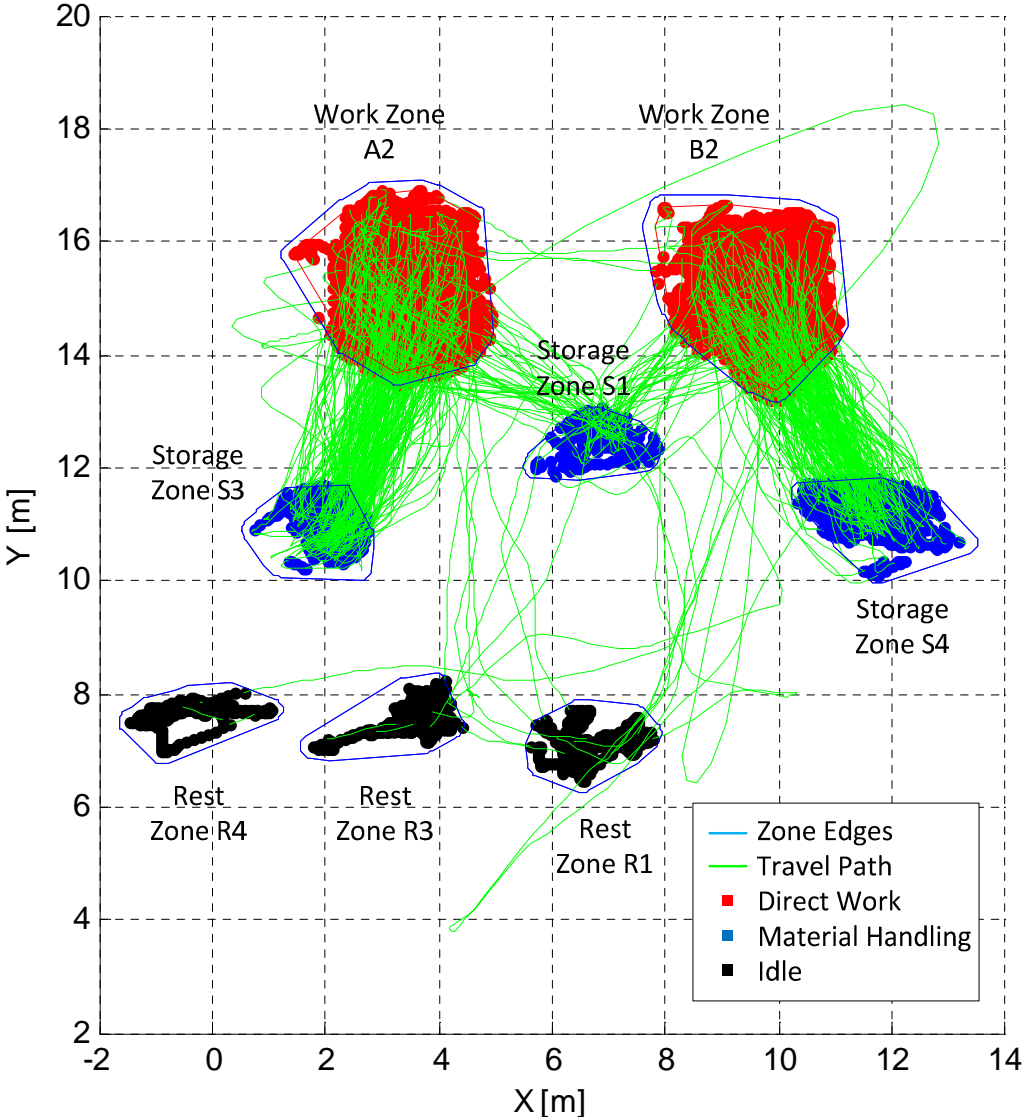 20
18
16
14
12
10
8
6
4
2
Y [m]
Work Zone
A2
Work Zone
B2
Storage
Zone S1
Storage
Zone S3
Storage
Zone S4
Rest
Zone R4
Rest
Zone R3
Rest
Zone R1
Zone Edges
Travel Path
Direct Work
Material Handling
Idle
-2 0 2 4 6 8 10 12 14
X [m]